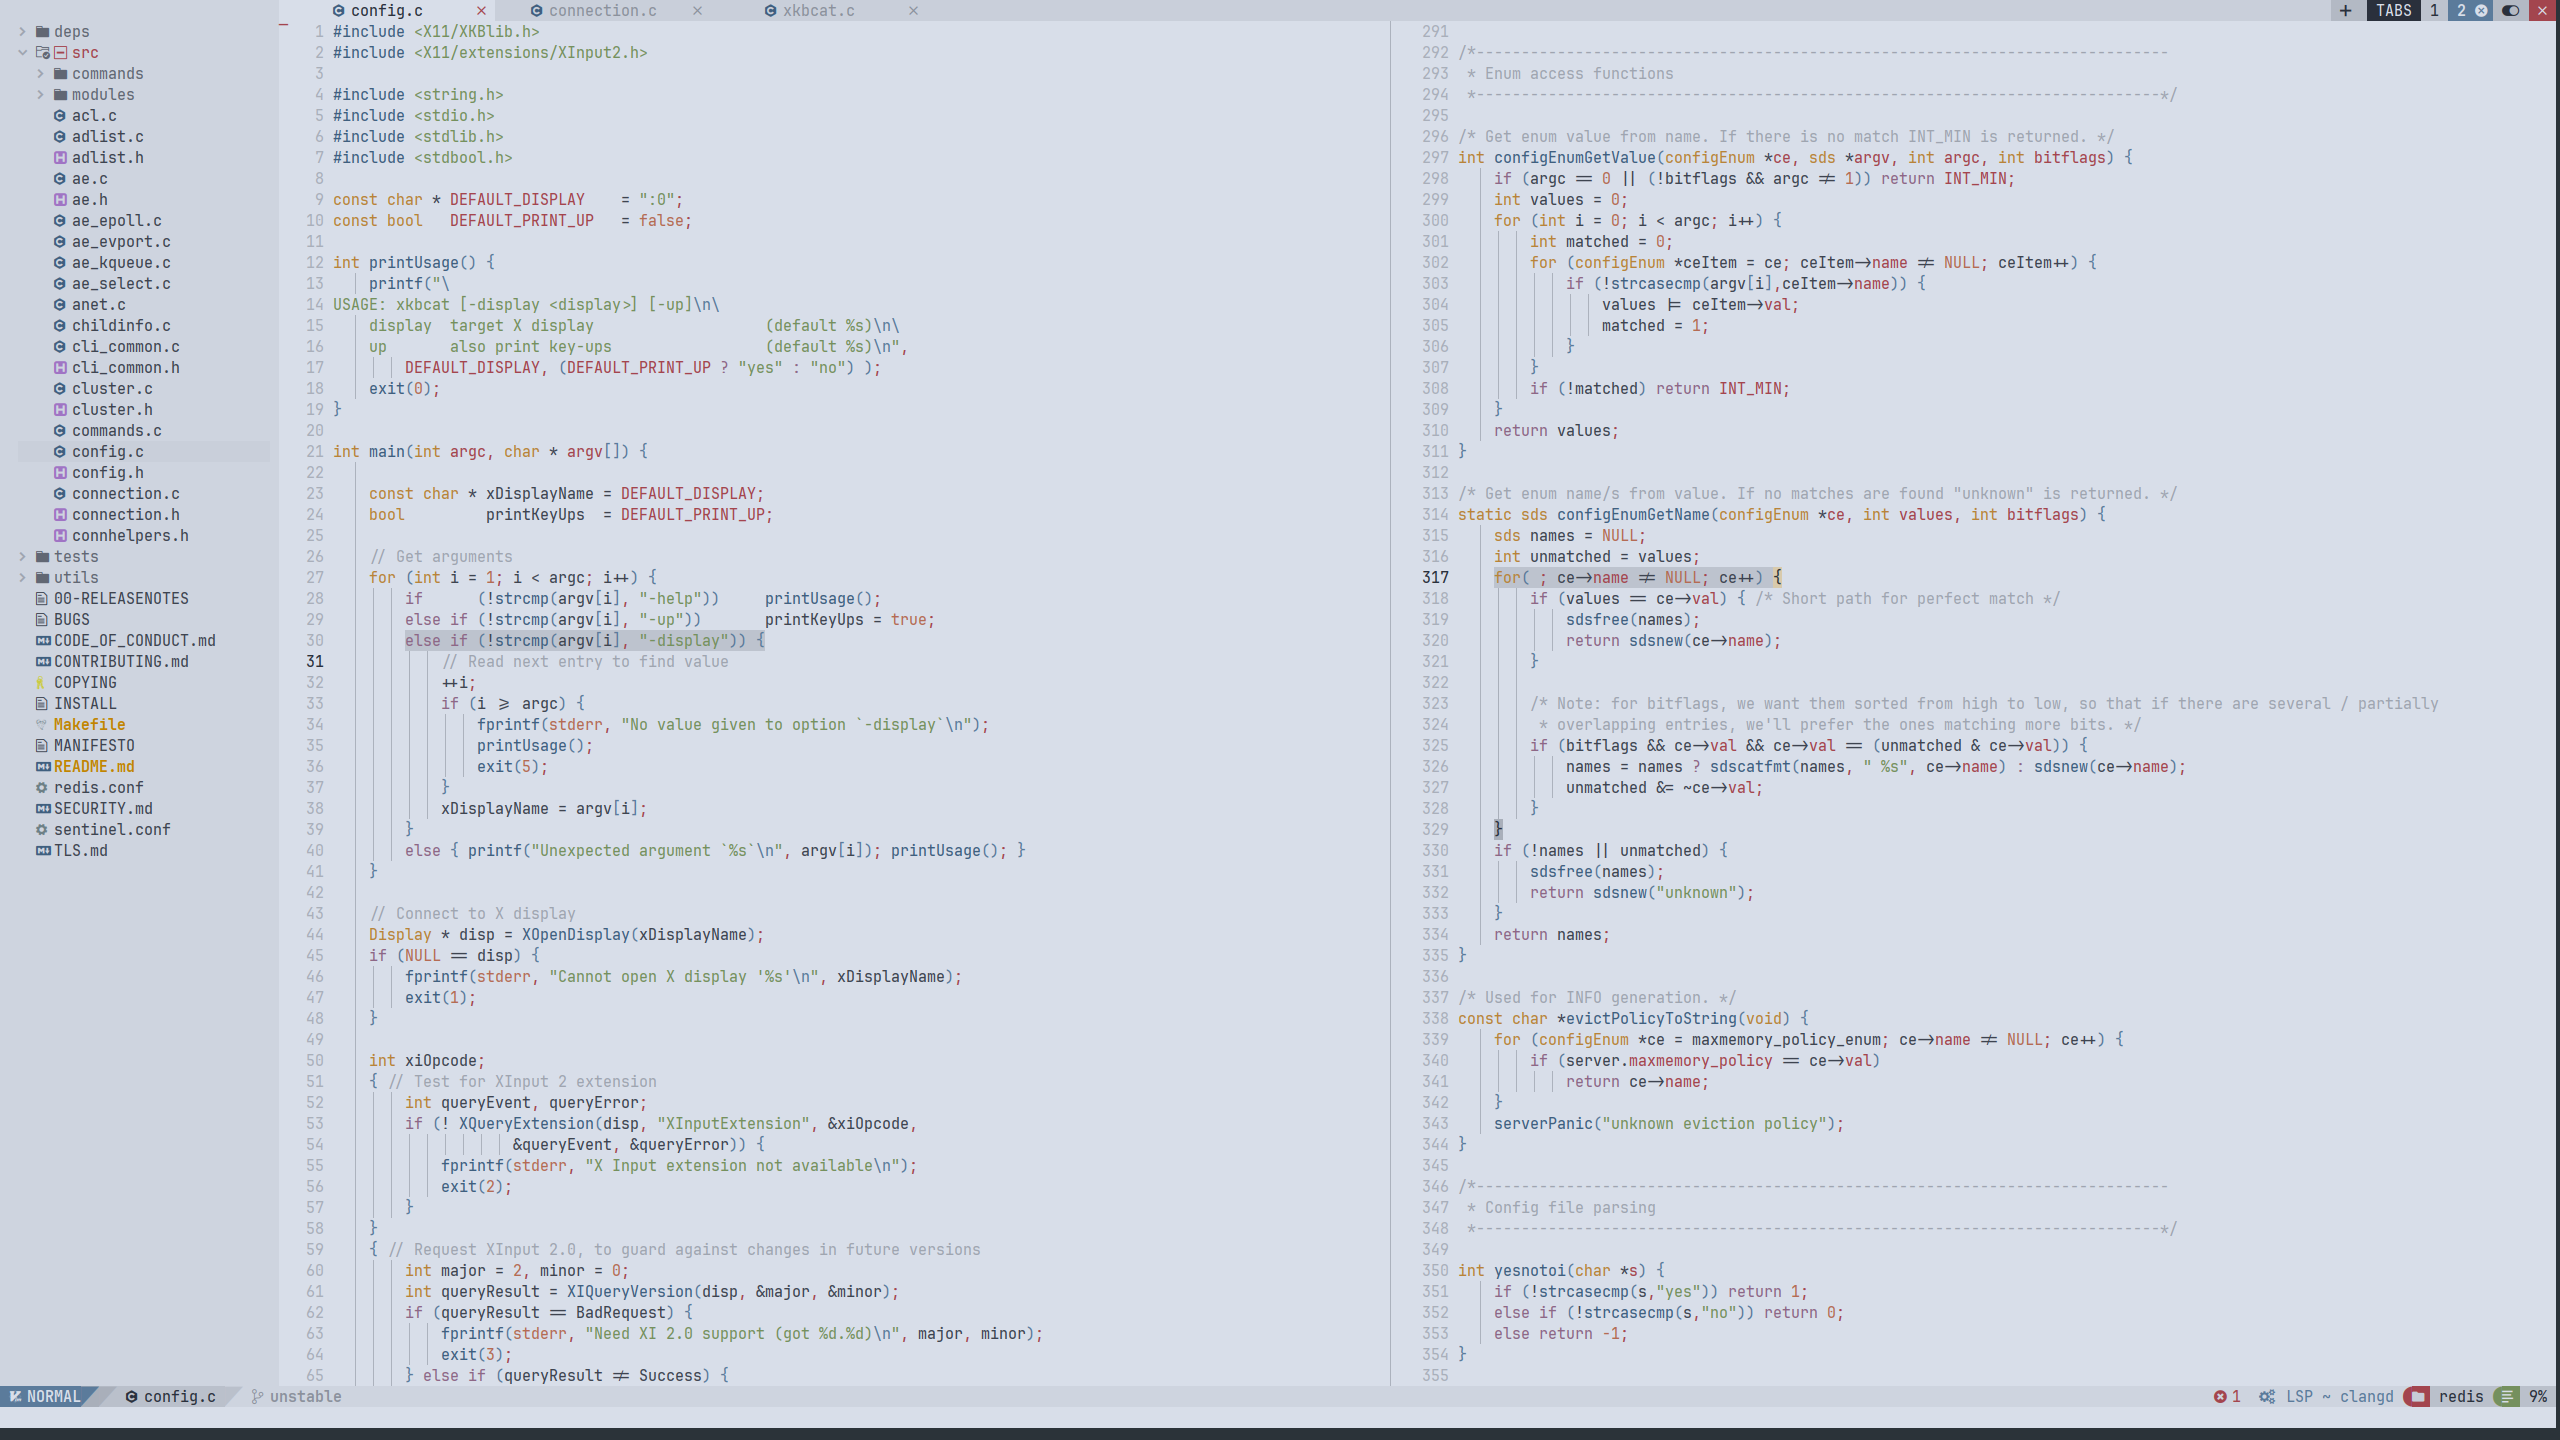 config.c
connection.c
xkbcat.c
+ TABS 1 2
deps
src
commands
modules
acl.c
adlist.c
adlist.h
ae.c
ae.h
ae_epoll.c
ae_evport.c
ae_kqueue.c
ae_select.c
anet.c
childinfo.c
cli_common.c
cli_common.h
cluster.c
cluster.h
commands.c
config.c
config.h
connection.c
connection.h
connhelpers.h
tests
utils
00-RELEASENOTES
BUGS
CODE_OF_CONDUCT.md
CONTRIBUTING.md
COPYING
INSTALL
Makefile
MANIFESTO
README.md
redis.conf
SECURITY.md
sentinel.conf
TLS.md
1 #include <X11/XKBlib.h>
2 #include <X11/extensions/XInput2.h>
3
4 #include <string.h>
5 #include <stdio.h>
6 #include <stdlib.h>
7 #include <stdbool.h>
8
9 const char * DEFAULT_DISPLAY    = ":0";
10 const bool   DEFAULT_PRINT_UP   = false;
11
12 int printUsage() {
13     printf("\
14 USAGE: xkbcat [-display <display>] [-up]\n\
15     display  target X display                   (default %s)\n\
16     up       also print key-ups                 (default %s)\n",
17         DEFAULT_DISPLAY, (DEFAULT_PRINT_UP ? "yes" : "no") );
18     exit(0);
19 }
20
21 int main(int argc, char * argv[]) {
22
23     const char * xDisplayName = DEFAULT_DISPLAY;
24     bool         printKeyUps  = DEFAULT_PRINT_UP;
25
26     // Get arguments
27     for (int i = 1; i < argc; i++) {
28         if      (!strcmp(argv[i], "-help"))     printUsage();
29         else if (!strcmp(argv[i], "-up"))       printKeyUps = true;
30         else if (!strcmp(argv[i], "-display")) {
31             // Read next entry to find value
32             ++i;
33             if (i >= argc) {
34                 fprintf(stderr, "No value given to option `-display`\n");
35                 printUsage();
36                 exit(5);
37             }
38             xDisplayName = argv[i];
39         }
40         else { printf("Unexpected argument `%s`\n", argv[i]); printUsage(); }
41     }
42
43     // Connect to X display
44     Display * disp = XOpenDisplay(xDisplayName);
45     if (NULL == disp) {
46         fprintf(stderr, "Cannot open X display '%s'\n", xDisplayName);
47         exit(1);
48     }
49
50     int xiOpcode;
51     { // Test for XInput 2 extension
52         int queryEvent, queryError;
53         if (! XQueryExtension(disp, "XInputExtension", &xiOpcode,
54                     &queryEvent, &queryError)) {
55             fprintf(stderr, "X Input extension not available\n");
56             exit(2);
57         }
58     }
59     { // Request XInput 2.0, to guard against changes in future versions
60         int major = 2, minor = 0;
61         int queryResult = XIQueryVersion(disp, &major, &minor);
62         if (queryResult == BadRequest) {
63             fprintf(stderr, "Need XI 2.0 support (got %d.%d)\n", major, minor);
64             exit(3);
65         } else if (queryResult != Success) {
291
292 /*-----------------------------------------------------------------------------
293  * Enum access functions
294  *----------------------------------------------------------------------------*/
295
296 /* Get enum value from name. If there is no match INT_MIN is returned. */
297 int configEnumGetValue(configEnum *ce, sds *argv, int argc, int bitflags) {
298     if (argc == 0 || (!bitflags && argc != 1)) return INT_MIN;
299     int values = 0;
300     for (int i = 0; i < argc; i++) {
301         int matched = 0;
302         for (configEnum *ceItem = ce; ceItem->name != NULL; ceItem++) {
303             if (!strcasecmp(argv[i],ceItem->name)) {
304                 values |= ceItem->val;
305                 matched = 1;
306             }
307         }
308         if (!matched) return INT_MIN;
309     }
310     return values;
311 }
312
313 /* Get enum name/s from value. If no matches are found "unknown" is returned. */
314 static sds configEnumGetName(configEnum *ce, int values, int bitflags) {
315     sds names = NULL;
316     int unmatched = values;
317     for( ; ce->name != NULL; ce++) {
318         if (values == ce->val) { /* Short path for perfect match */
319             sdsfree(names);
320             return sdsnew(ce->name);
321         }
322
323         /* Note: for bitflags, we want them sorted from high to low, so that if there are several / partially
324          * overlapping entries, we'll prefer the ones matching more bits. */
325         if (bitflags && ce->val && ce->val == (unmatched & ce->val)) {
326             names = names ? sdscatfmt(names, " %s", ce->name) : sdsnew(ce->name);
327             unmatched &= ~ce->val;
328         }
329     }
330     if (!names || unmatched) {
331         sdsfree(names);
332         return sdsnew("unknown");
333     }
334     return names;
335 }
336
337 /* Used for INFO generation. */
338 const char *evictPolicyToString(void) {
339     for (configEnum *ce = maxmemory_policy_enum; ce->name != NULL; ce++) {
340         if (server.maxmemory_policy == ce->val)
341             return ce->name;
342     }
343     serverPanic("unknown eviction policy");
344 }
345
346 /*-----------------------------------------------------------------------------
347  * Config file parsing
348  *----------------------------------------------------------------------------*/
349
350 int yesnotoi(char *s) {
351     if (!strcasecmp(s,"yes")) return 1;
352     else if (!strcasecmp(s,"no")) return 0;
353     else return -1;
354 }
355
NORMAL config.c unstable 1 LSP ~ clangd redis 9%